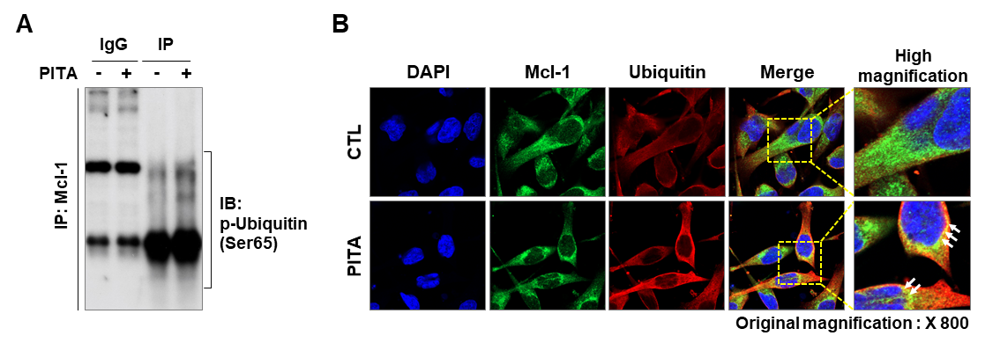 A
IgG IP
PITA - + - +
IP: Mcl-1
IB:
p-Ubiquitin
(Ser65)
B
DAPI Mcl-1 Ubiquitin Merge High
magnification
CTL
PITA
Original magnification : X 800